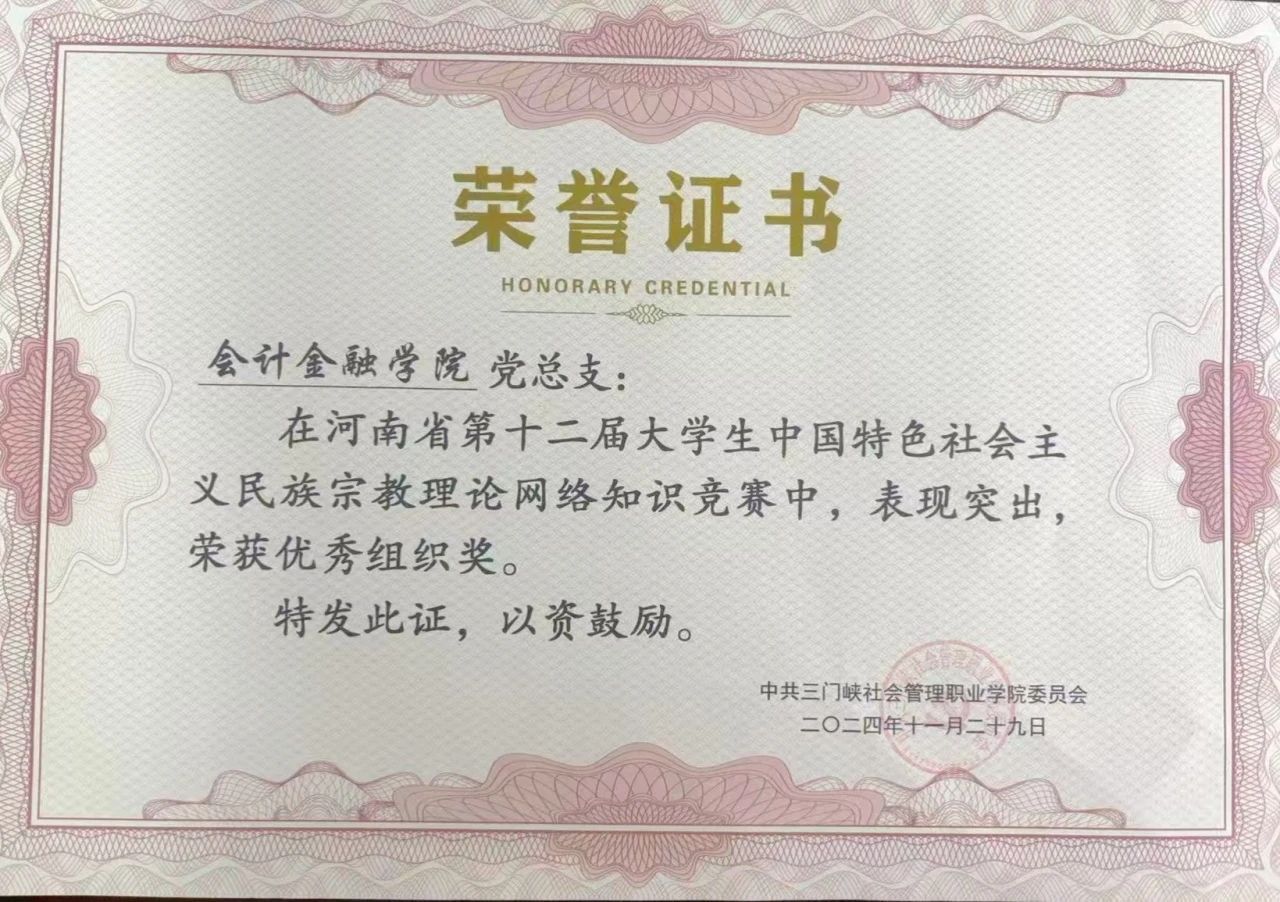 荣誉证书
HONORARY CREDENTIAL
会计金融学院 党总支：
在河南省第十二届大学生中国特色社会主
义民族宗教理论网络知识竞赛中，表现突出，
荣获优秀组织奖。
特发此证，以资鼓励。
中共三门峡社会管理职业学院委员会
二〇二四年十一月二十九日